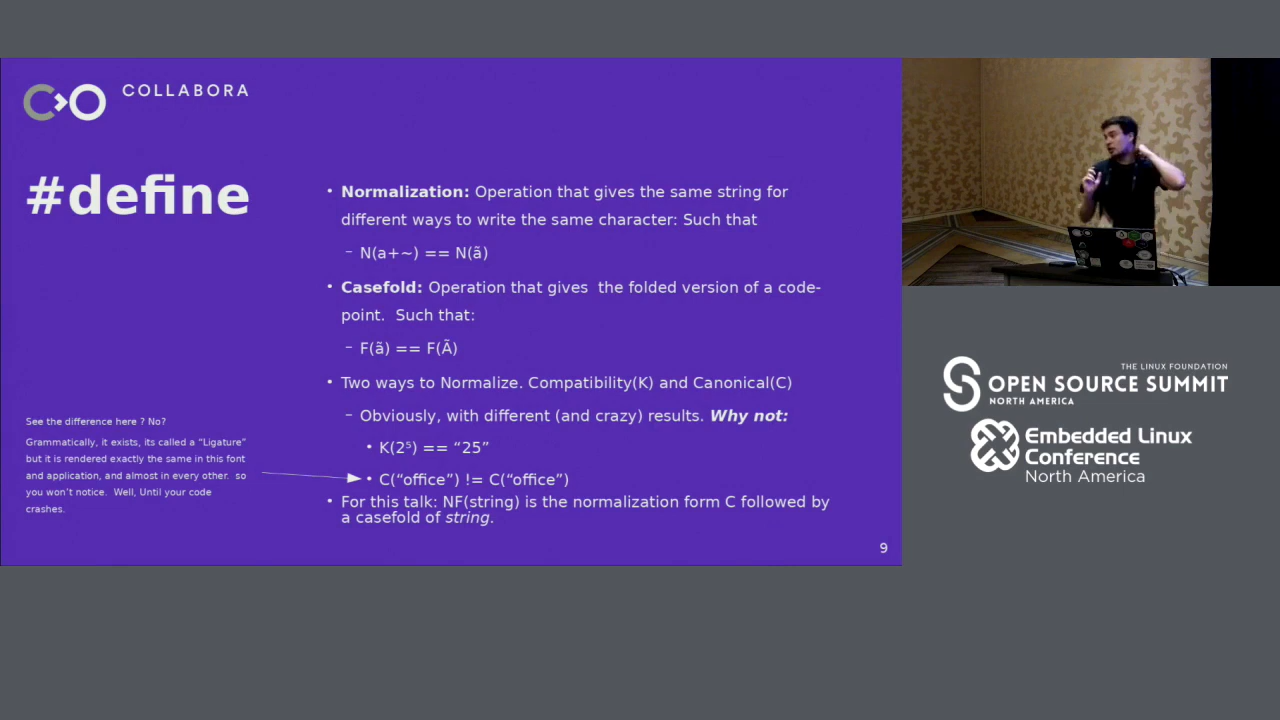 COLLABORA
#define
• Normalization: Operation that gives the same string for
different ways to write the same character: Such that
– N(a+~) == N(ã)
• Casefold: Operation that gives  the folded version of a code-
point.  Such that:
– F(ã) == F(Ã)
• Two ways to Normalize. Compatibility(K) and Canonical(C)
– Obviously, with different (and crazy) results. Why not:
• K(2⁵) == “25”
• C(“office”) != C(“office”)
• For this talk: NF(string) is the normalization form C followed by
a casefold of string.
See the difference here ? No?
Grammatically, it exists, its called a “Ligature”
but it is rendered exactly the same in this font
and application, and almost in every other.  so
you won’t notice.  Well, Until your code
crashes.
9
THE LINUX FOUNDATION
OPEN SOURCE SUMMIT
NORTH AMERICA
Embedded Linux
Conference
North America